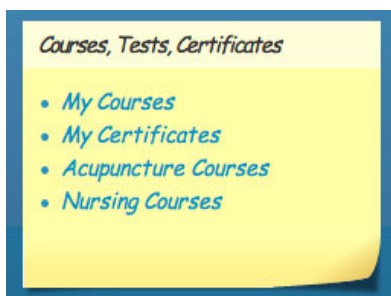 Courses, Tests, Certificates
My Courses
My Certificates
Acupuncture Courses
Nursing Courses